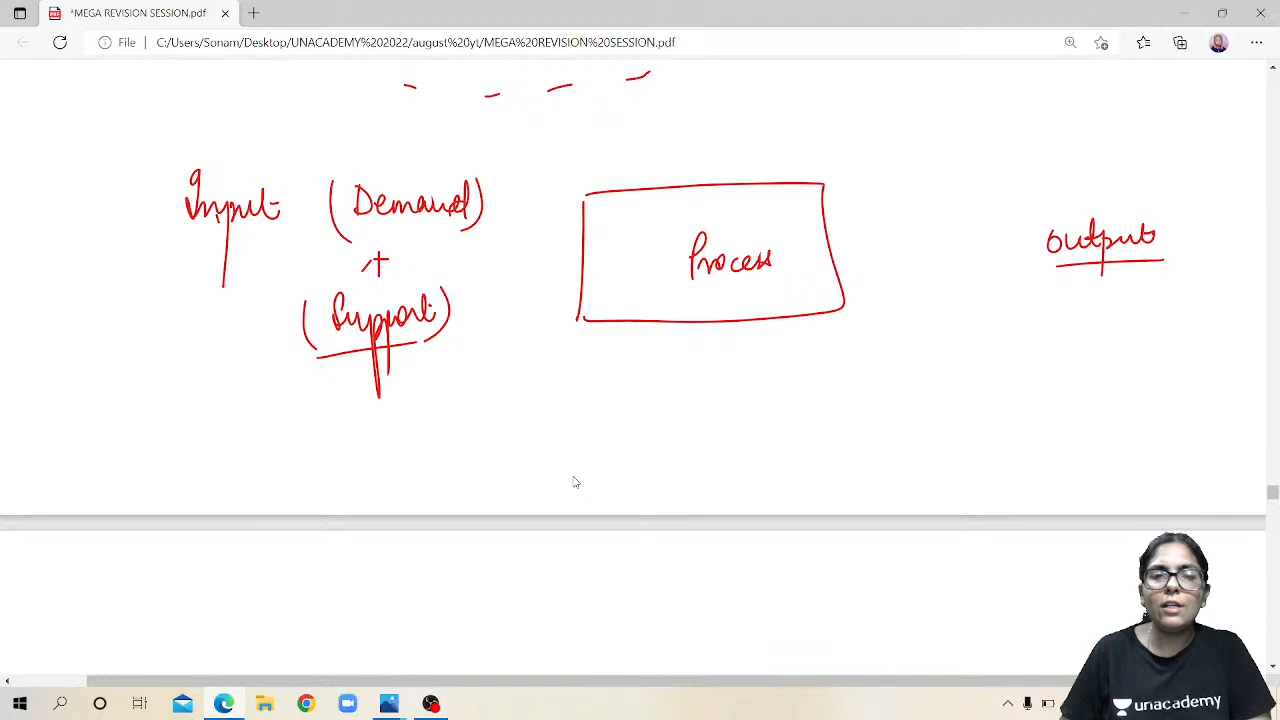 *MEGA REVISION SESSION.pdf
File C:/Users/Sonam/Desktop/UNACADEMY%202022/august%20yt/MEGA%20REVISION%20SESSION.pdf
Input (Demand) Process output
+
(Support)
unacademy